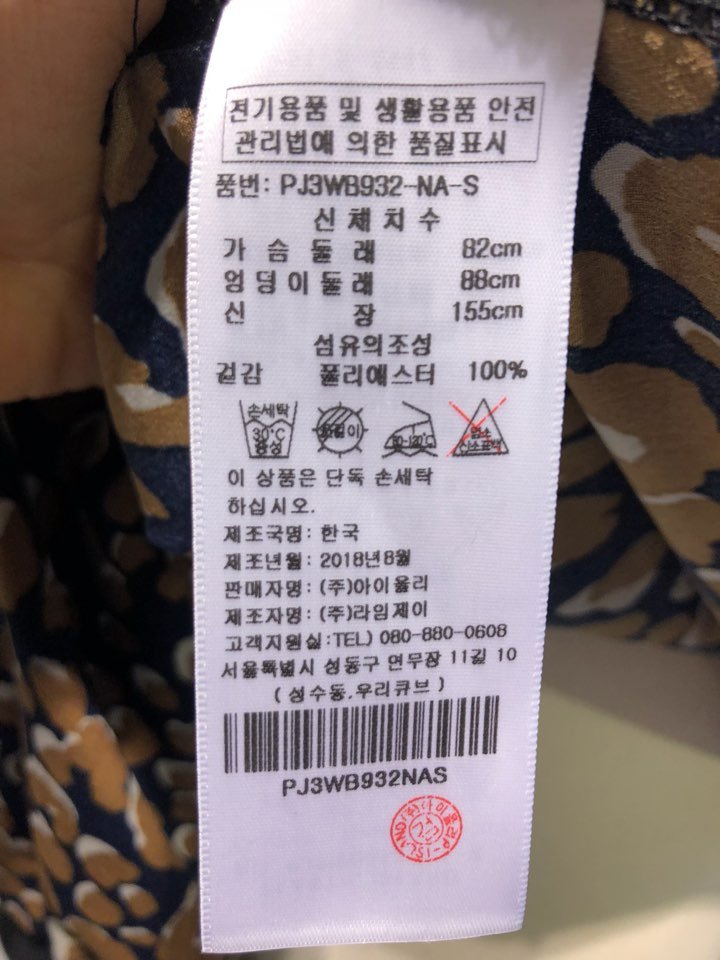 전기용품 및 생활용품 안전
관리법에 의한 품질표시
품번: PJ3WB932-NA-S
신체치수
가슴둘레 82cm
엉덩이둘레 88cm
신장 155cm
섬유의조성
겉감 폴리에스터 100%
손세탁
30℃
중성
80-120℃
염소
산소표백
이 상품은 단독 손세탁
하십시오.
제조국명: 한국
제조년월: 2018년8월
판매자명: (주)아이올리
제조자명: (주)라임제이
고객지원실:TEL) 080-880-0608
서울특별시 성동구 연무장 11길 10
(성수동,우리큐브)
PJ3WB932NAS